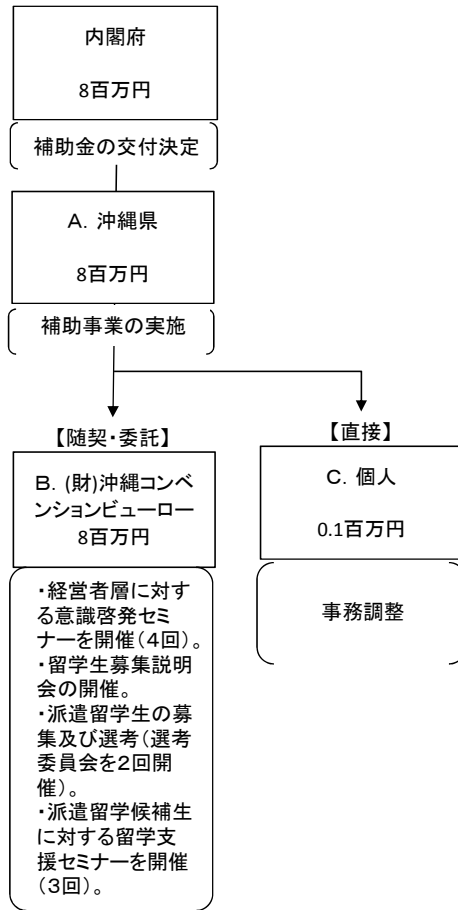 内閣府
8百万円
補助金の交付決定
A．沖縄県
8百万円
補助事業の実施
【随契・委託】
B．(財)沖縄コンベ
ンションビューロー
8百万円
・経営者層に対す
る意識啓発セミ
ナーを開催(4回)。
・留学生募集説明
会の開催。
・派遣留学生の募
集及び選考(選考
委員会を2回開
催)。
・派遣留学候補生
に対する留学支
援セミナーを開催
(3回)。
【直接】
C．個人
0.1百万円
事務調整